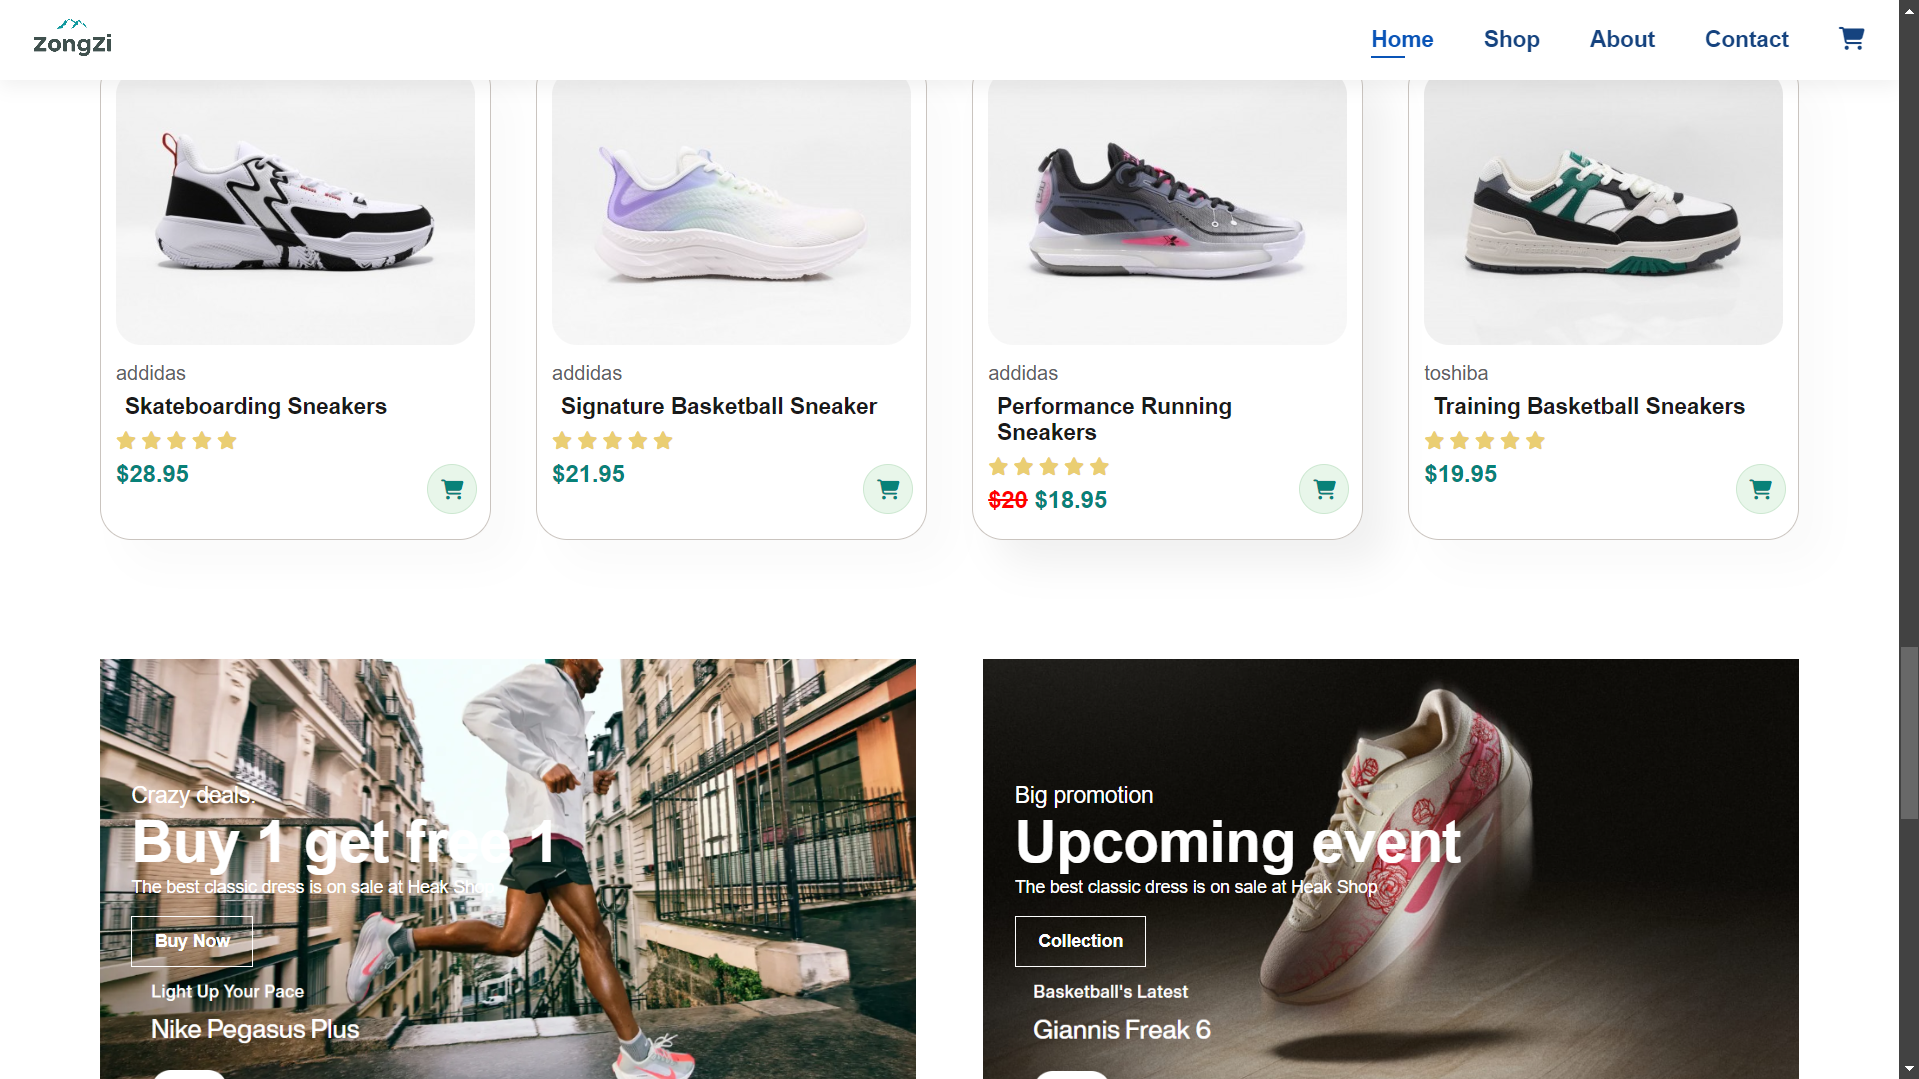 zongzi
Home
Shop
About
Contact
addidas
Skateboarding Sneakers
$28.95
addidas
Signature Basketball Sneaker
$21.95
addidas
Performance Running
Sneakers
$20 $18.95
toshiba
Training Basketball Sneakers
$19.95
Crazy deals.
Buy 1 get free 1
The best classic dress is on sale at Heak Shop
Buy Now
Light Up Your Pace
Nike Pegasus Plus
Big promotion
Upcoming event
The best classic dress is on sale at Heak Shop
Collection
Basketball's Latest
Giannis Freak 6